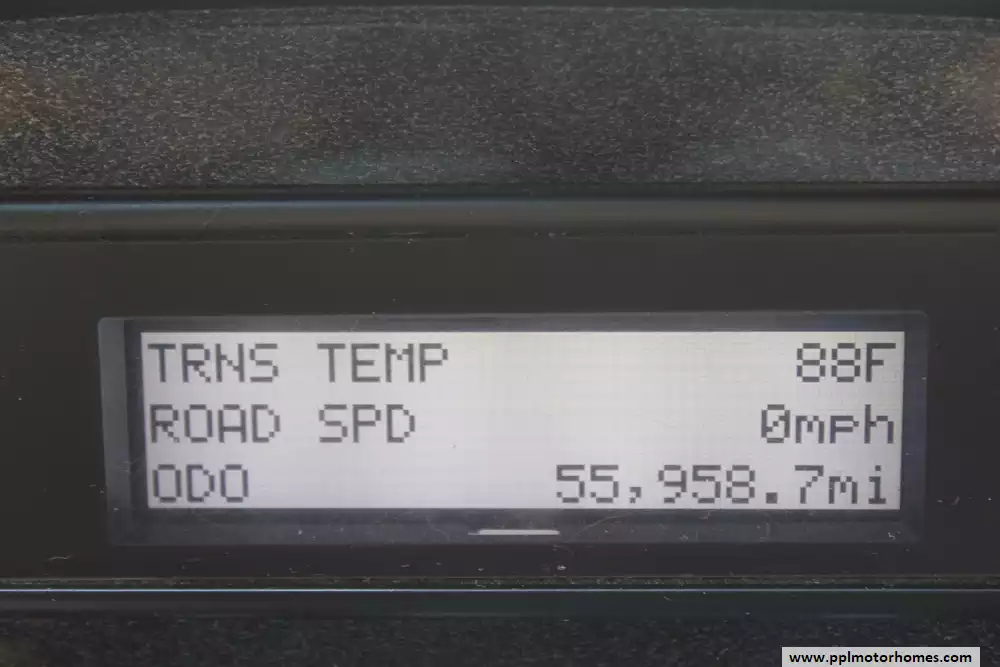 TRNS TEMP 88F
ROAD SPD 0mph
ODO 55,958.7mi
www.pplmotorhomes.com